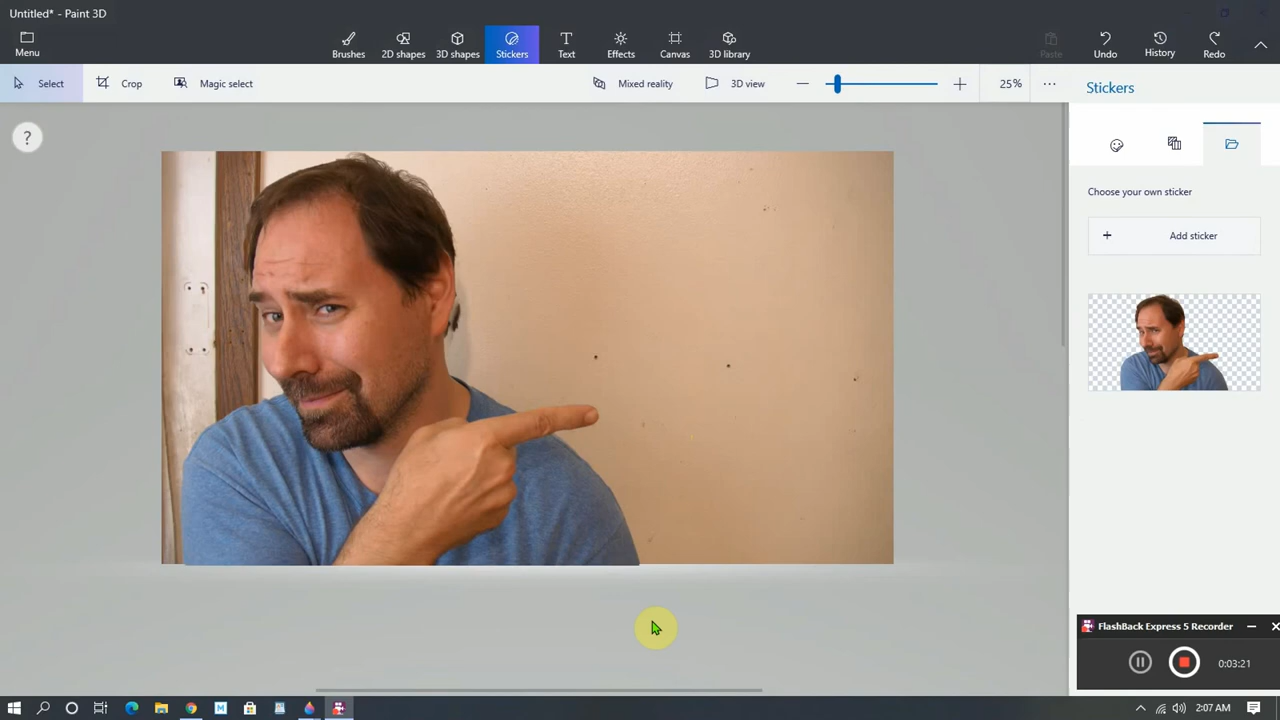 Untitled* - Paint 3D
Menu
Brushes
2D shapes
3D shapes
Stickers
Text
Effects
Canvas
3D library
Paste
Undo
History
Redo
Select
Crop
Magic select
Mixed reality
3D view
25%
Stickers
?
Choose your own sticker
Add sticker
FlashBack Express 5 Recorder
00:03:21
2:07 AM